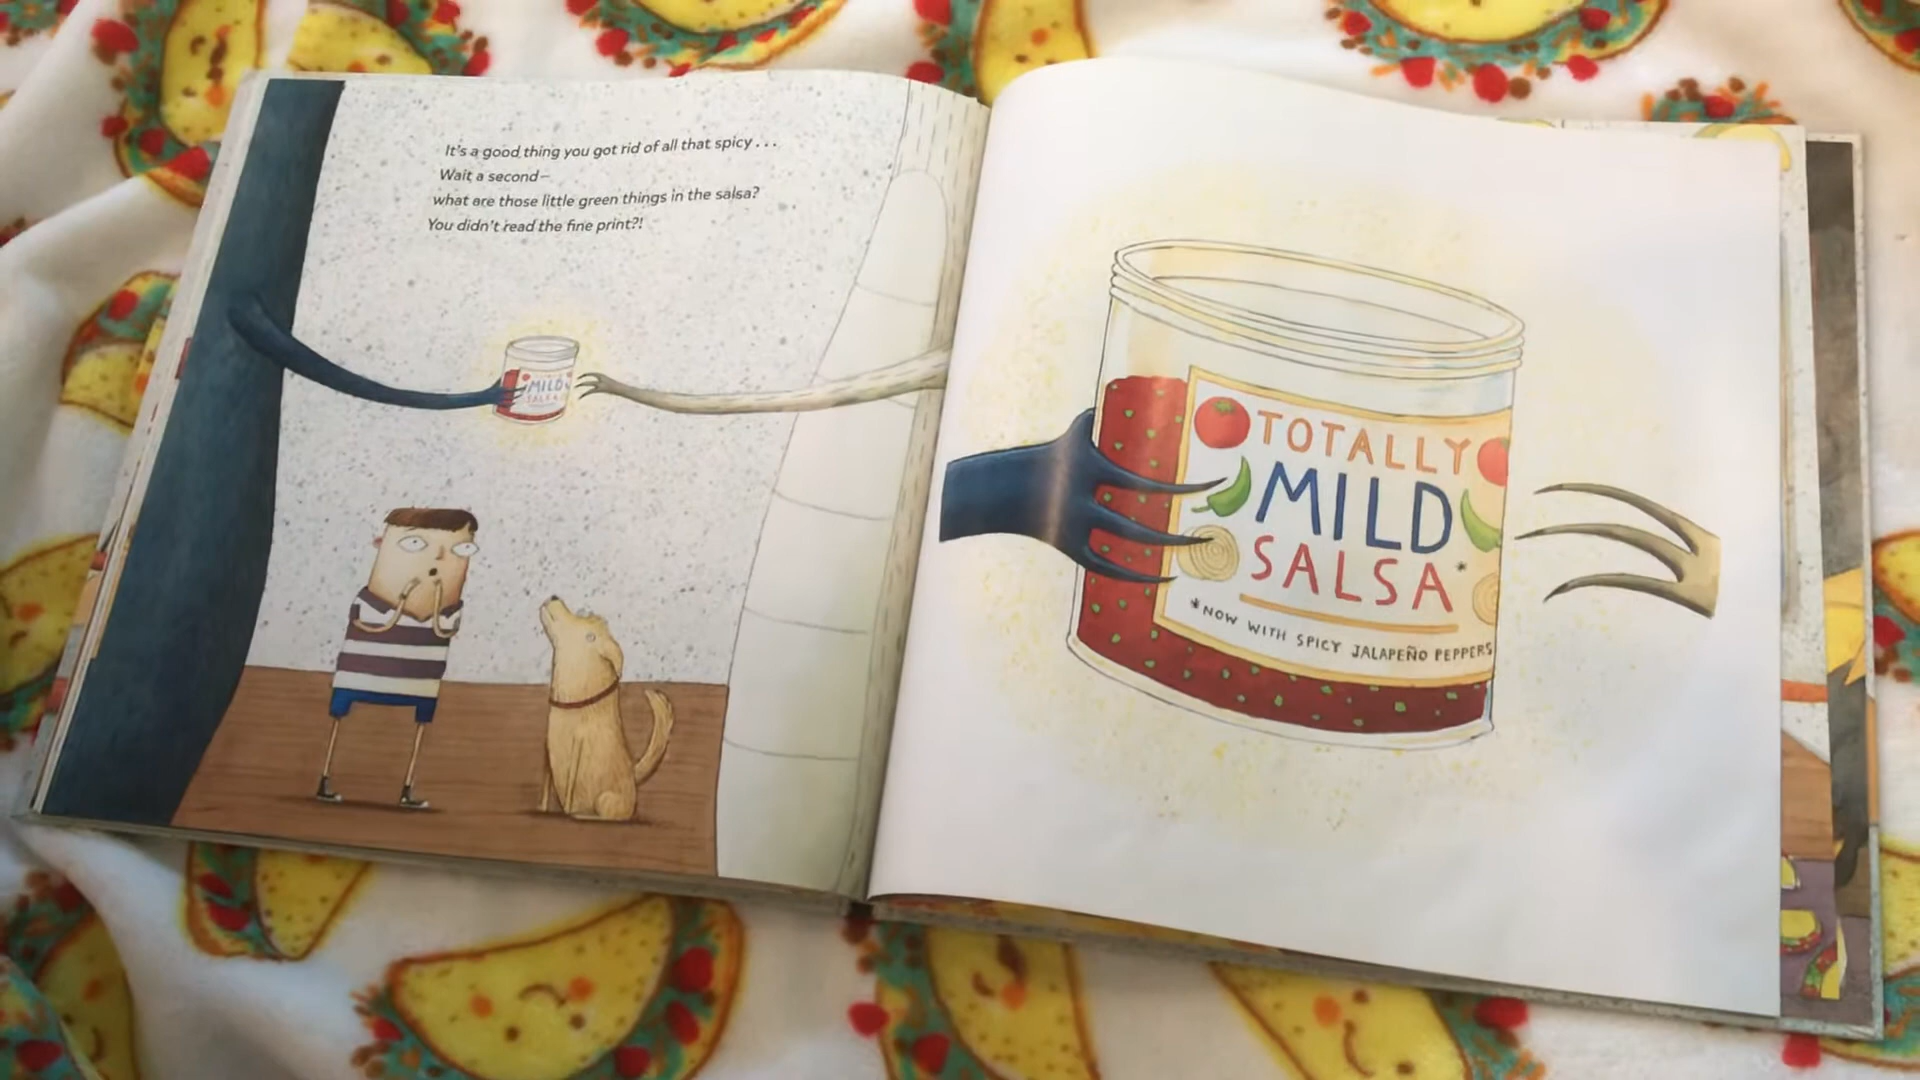 It's a good thing you got rid of all that spicy . . .
Wait a second—
what are those little green things in the salsa?
You didn't read the fine print?!
MILD
SALSA
TOTALLY
MILD
SALSA*
*NOW WITH SPICY JALAPEÑO PEPPERS